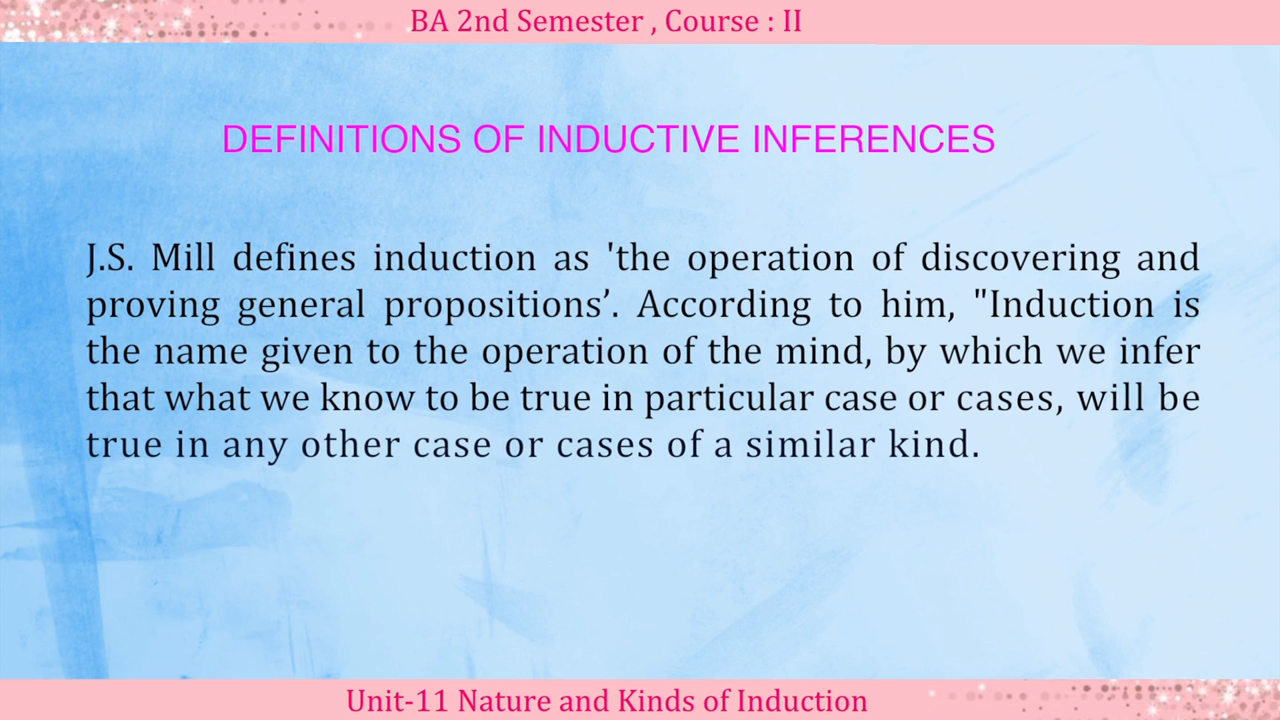 BA 2nd Semester , Course : II
DEFINITIONS OF INDUCTIVE INFERENCES
J.S. Mill defines induction as 'the operation of discovering and
proving general propositions’. According to him, "Induction is
the name given to the operation of the mind, by which we infer
that what we know to be true in particular case or cases, will be
true in any other case or cases of a similar kind.
Unit-11 Nature and Kinds of Induction